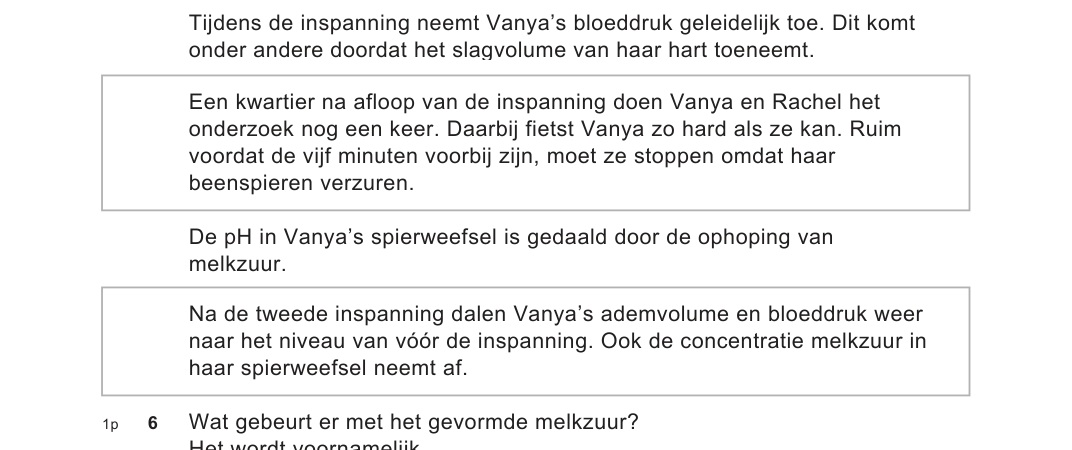 Tijdens de inspanning neemt Vanya's bloeddruk geleidelijk toe. Dit komt
onder andere doordat het slagvolume van haar hart toeneemt.
Een kwartier na afloop van de inspanning doen Vanya en Rachel het
onderzoek nog een keer. Daarbij fietst Vanya zo hard als ze kan. Ruim
voordat de vijf minuten voorbij zijn, moet ze stoppen omdat haar
beenspieren verzuren.
De pH in Vanya's spierweefsel is gedaald door de ophoping van
melkzuur.
Na de tweede inspanning dalen Vanya's ademvolume en bloeddruk weer
naar het niveau van vóór de inspanning. Ook de concentratie melkzuur in
haar spierweefsel neemt af.
1p 6 Wat gebeurt er met het gevormde melkzuur?
Het wordt voornamelijk